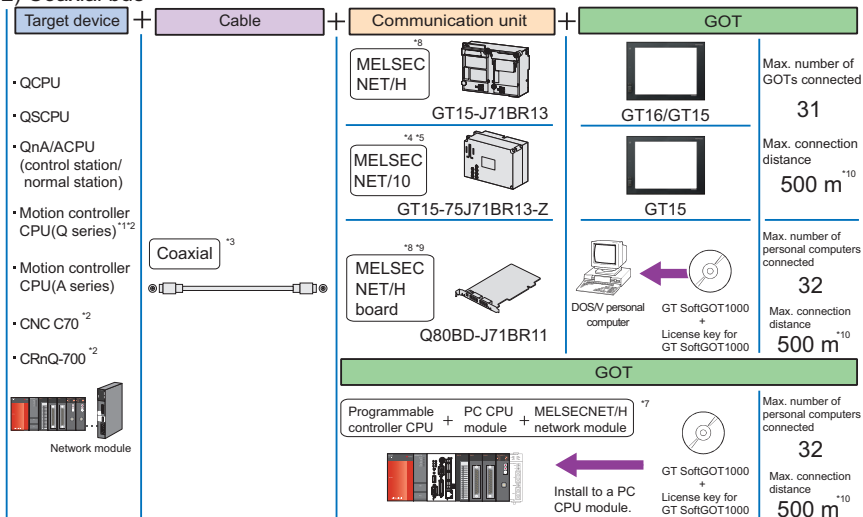 2) Coaxial bus
Target device + Cable + Communication unit + GOT
· QCPU
· QSCPU
· QnA/ACPU
(control station/
normal station)
· Motion controller
CPU(Q series) *1*2
· Motion controller
CPU(A series)
· CNC C70 *2
· CRnQ-700 *2
Network module
Coaxial *3
*8
MELSEC
NET/H
GT15-J71BR13
GT16/GT15
Max. number of
GOTs connected
31
*4 *5
MELSEC
NET/10
GT15-75J71BR13-Z
GT15
Max. connection
distance
500 m *10
*8 *9
MELSEC
NET/H
board
Q80BD-J71BR11
DOS/V personal
computer
GT SoftGOT1000
+
License key for
GT SoftGOT1000
Max. number of
personal computers
connected
32
Max. connection
distance
500 m *10
GOT
Programmable
controller CPU
+
PC CPU
module
+
MELSECNET/H
network module
*7
Install to a PC
CPU module.
GT SoftGOT1000
+
License key for
GT SoftGOT1000
Max. number of
personal computers
connected
32
Max. connection
distance
500 m *10